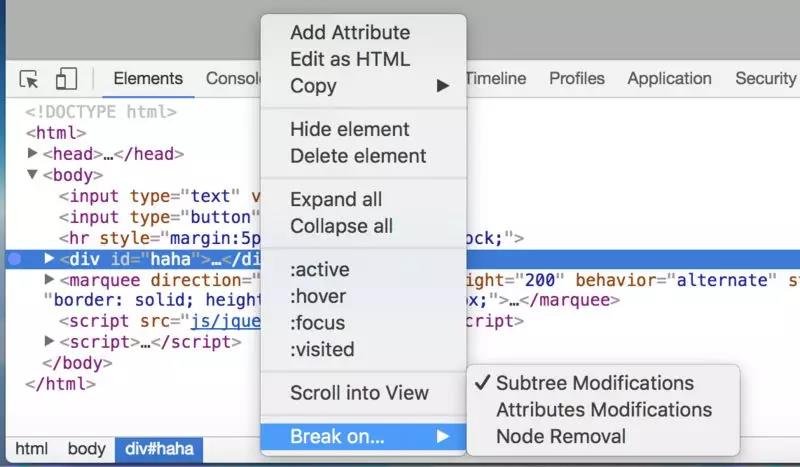 Elements Consol Timeline Profiles Application Security
Add Attribute
Edit as HTML
Copy
Hide element
Delete element
Expand all
Collapse all
:active
:hover
:focus
:visited
Scroll into View
Break on...
Subtree Modifications
Attributes Modifications
Node Removal
<!DOCTYPE html>
<html>
<head>…</head>
<body>
<input type="text" v
<input type="button"
<hr style="margin:5p ock;">
<div id="haha">…</di
<marquee direction=" ight="200" behavior="alternate" st
"border: solid; heigh x;">…</marquee>
<script src="js/jque script>
<script>…</script>
</body>
</html>
html body div#haha